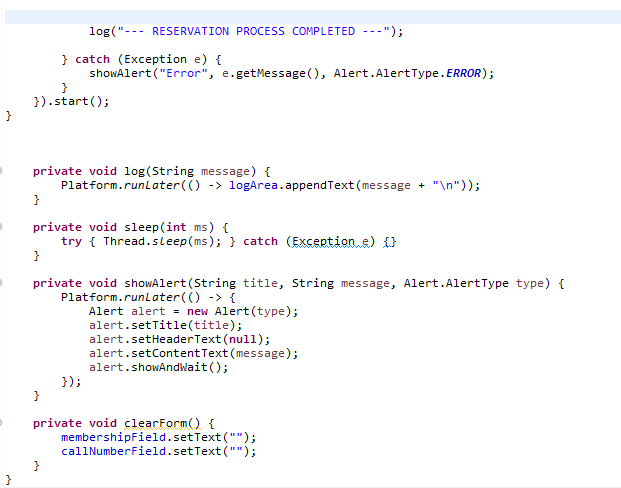 log("--- RESERVATION PROCESS COMPLETED ---");
} catch (Exception e) {
showAlert("Error", e.getMessage(), Alert.AlertType.ERROR);
}
}).start();
}
private void log(String message) {
Platform.runLater(() -> logArea.appendText(message + "\n"));
}
private void sleep(int ms) {
try { Thread.sleep(ms); } catch (Exception e) {}
}
private void showAlert(String title, String message, Alert.AlertType type) {
Platform.runLater(() -> {
Alert alert = new Alert(type);
alert.setTitle(title);
alert.setHeaderText(null);
alert.setContentText(message);
alert.showAndWait();
});
}
private void clearForm() {
membershipField.setText("");
callNumberField.setText("");
}
}